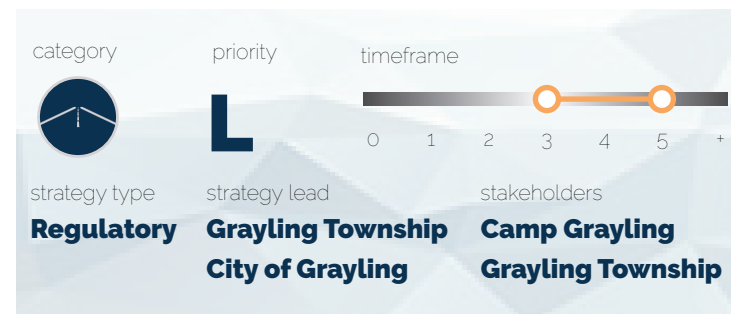 category priority timeframe
L
0 1 2 3 4 5 +
strategy type strategy lead stakeholders
Regulatory Grayling Township Camp Grayling
City of Grayling Grayling Township